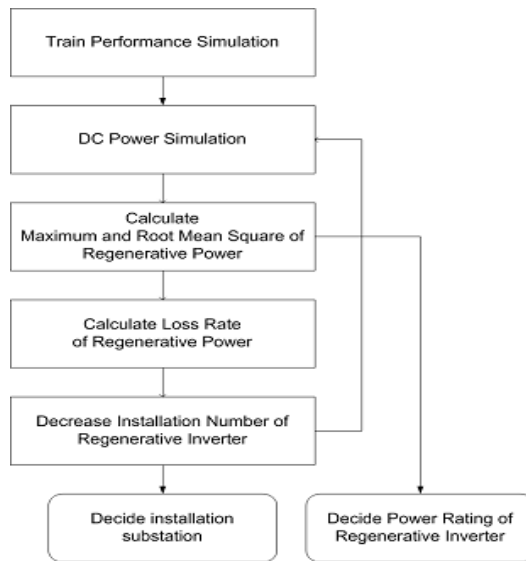 Train Performance Simulation
DC Power Simulation
Calculate
Maximum and Root Mean Square of
Regenerative Power
Calculate Loss Rate
of Regenerative Power
Decrease Installation Number of
Regenerative Inverter
Decide installation
substation
Decide Power Rating of
Regenerative Inverter